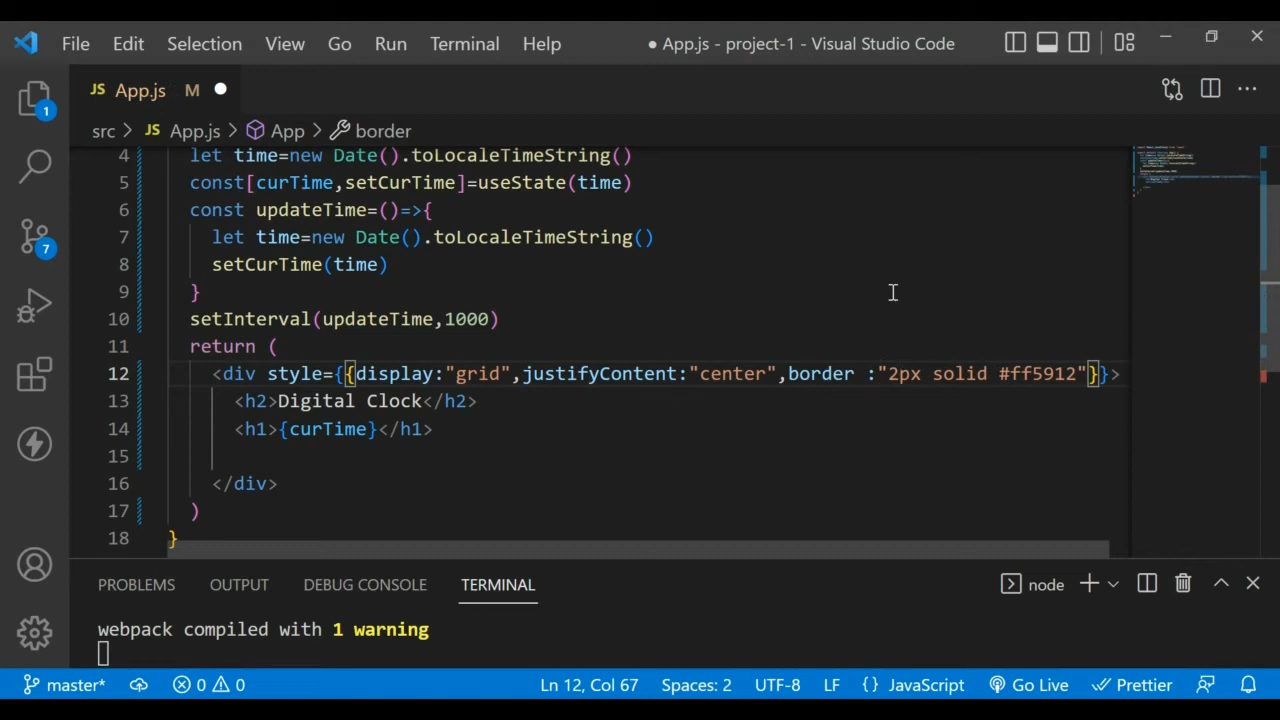 File Edit Selection View Go Run Terminal Help ● App.js - project-1 - Visual Studio Code
JS App.js M
1
src > JS App.js > App > border
4 let time=new Date().toLocaleTimeString()
5 const[curTime,setCurTime]=useState(time)
6 const updateTime=()=>{
7 let time=new Date().toLocaleTimeString()
8 setCurTime(time)
9 }
10 setInterval(updateTime,1000)
11 return (
12 <div style={{display:"grid",justifyContent:"center",border :"2px solid #ff5912"}}>
13 <h2>Digital Clock</h2>
14 <h1>{curTime}</h1>
15
16 </div>
17 )
18 }
7
PROBLEMS OUTPUT DEBUG CONSOLE TERMINAL node
webpack compiled with 1 warning
master* 0 0 Ln 12, Col 67 Spaces: 2 UTF-8 LF {} JavaScript Go Live Prettier